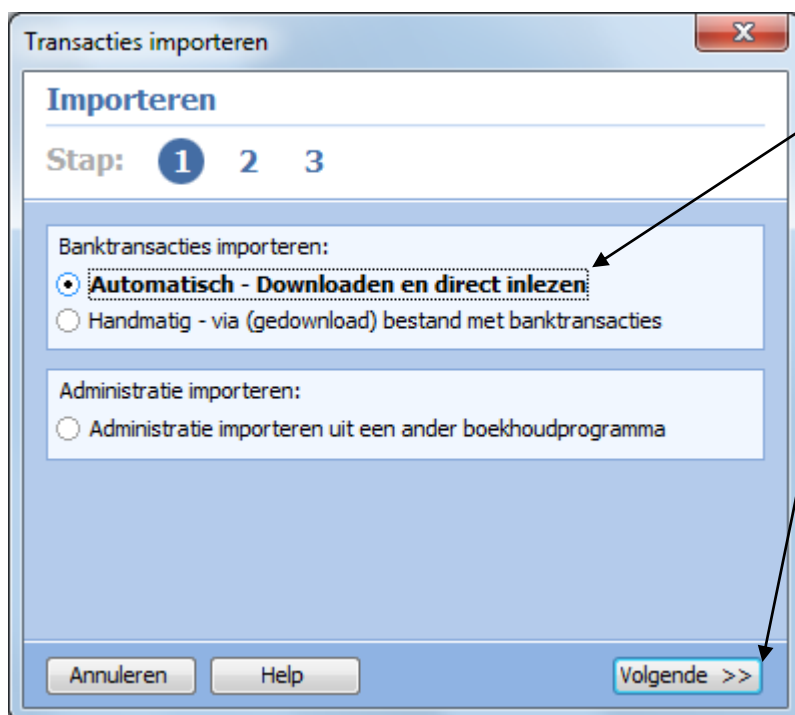 Transacties importeren
Importeren
Stap: 1 2 3
Banktransacties importeren:
Automatisch - Downloaden en direct inlezen
Handmatig - via (gedownload) bestand met banktransacties
Administratie importeren:
Administratie importeren uit een ander boekhoudprogramma
Annuleren Help Volgende >>